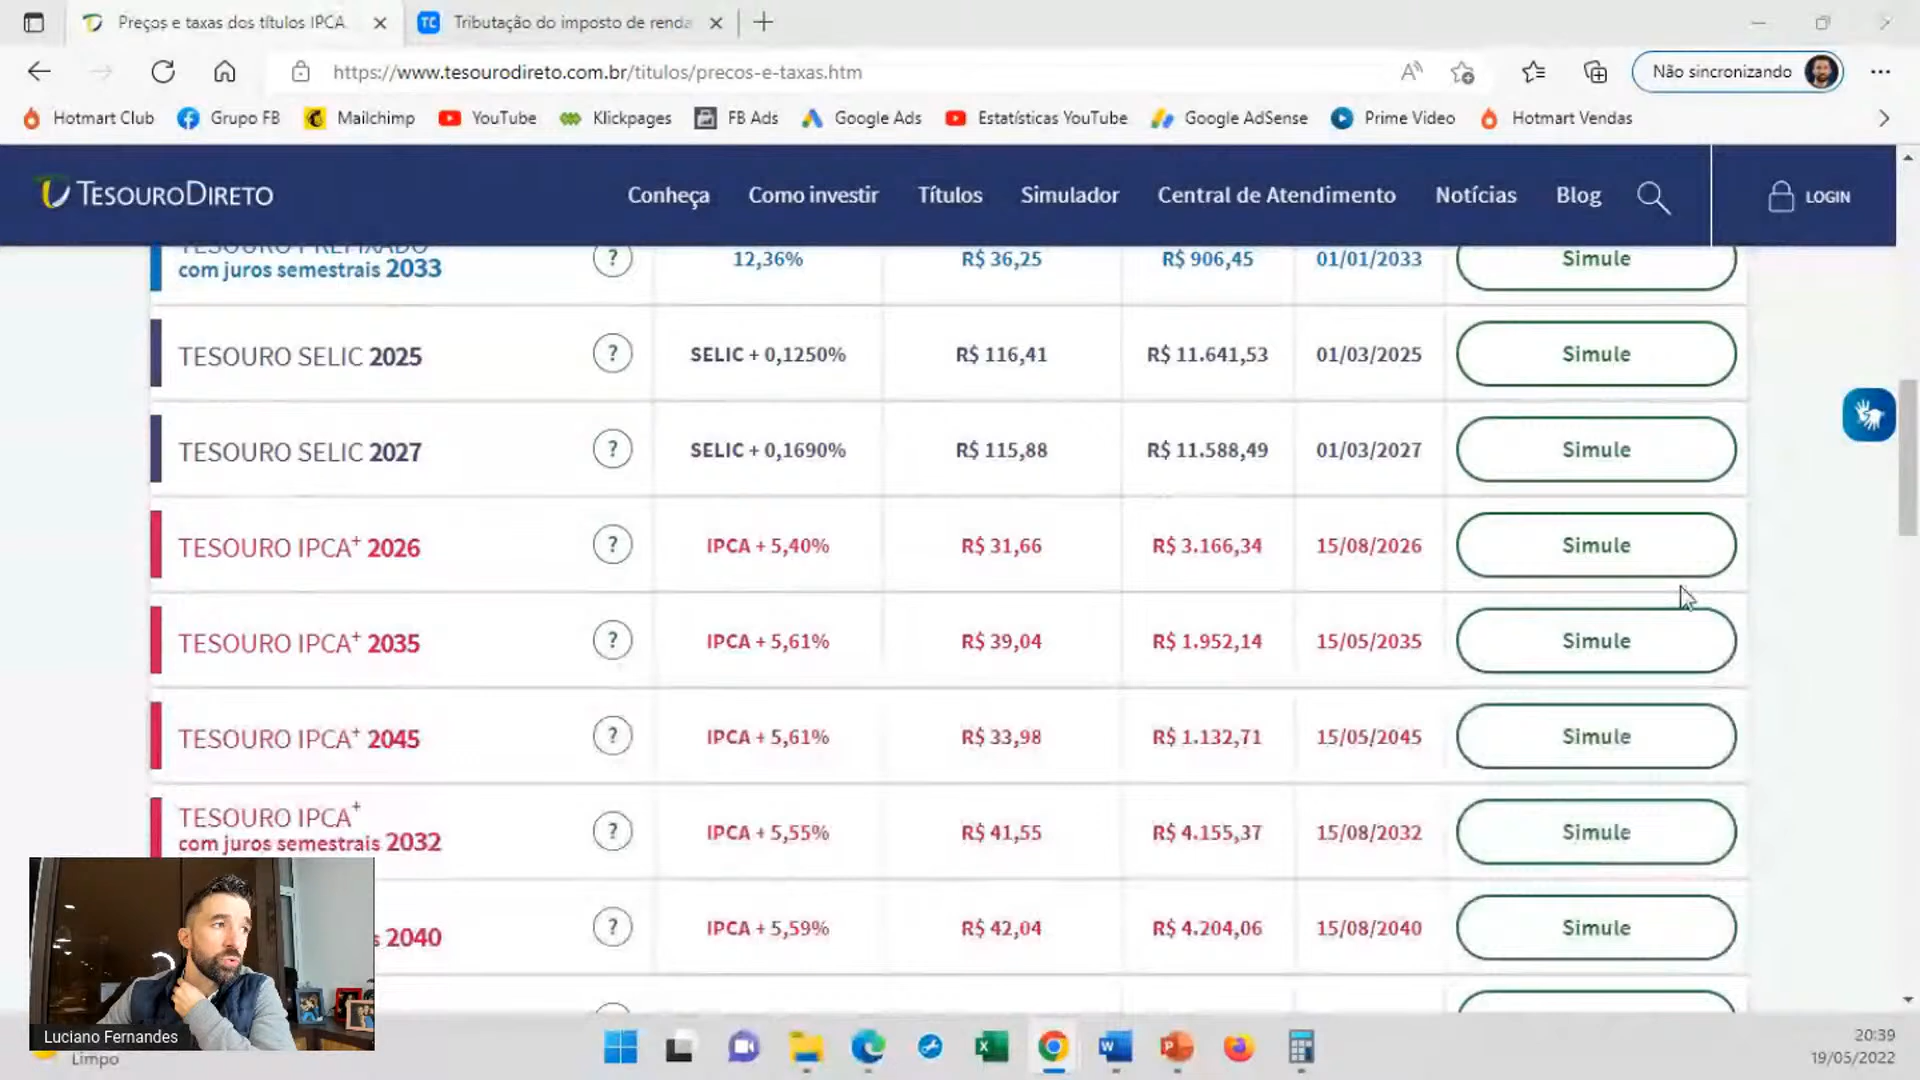 Preços e taxas dos títulos IPCA
Tributação do imposto de renda
https://www.tesourodireto.com.br/titulos/precos-e-taxas.htm
Não sincronizando
Hotmart Club
Grupo FB
Mailchimp
YouTube
Klickpages
FB Ads
Google Ads
Estatísticas YouTube
Google AdSense
Prime Video
Hotmart Vendas
TESOURODIRETO
Conheça
Como investir
Títulos
Simulador
Central de Atendimento
Notícias
Blog
LOGIN
TESOURO PREFIXADO
com juros semestrais 2033
?
12,36%
R$ 36,25
R$ 906,45
01/01/2033
Simule
TESOURO SELIC 2025
?
SELIC + 0,1250%
R$ 116,41
R$ 11.641,53
01/03/2025
Simule
TESOURO SELIC 2027
?
SELIC + 0,1690%
R$ 115,88
R$ 11.588,49
01/03/2027
Simule
TESOURO IPCA+ 2026
?
IPCA + 5,40%
R$ 31,66
R$ 3.166,34
15/08/2026
Simule
TESOURO IPCA+ 2035
?
IPCA + 5,61%
R$ 39,04
R$ 1.952,14
15/05/2035
Simule
TESOURO IPCA+ 2045
?
IPCA + 5,61%
R$ 33,98
R$ 1.132,71
15/05/2045
Simule
TESOURO IPCA+
com juros semestrais 2032
?
IPCA + 5,55%
R$ 41,55
R$ 4.155,37
15/08/2032
Simule
s 2040
?
IPCA + 5,59%
R$ 42,04
R$ 4.204,06
15/08/2040
Simule
Luciano Fernandes
Limpo
20:39
19/05/2022